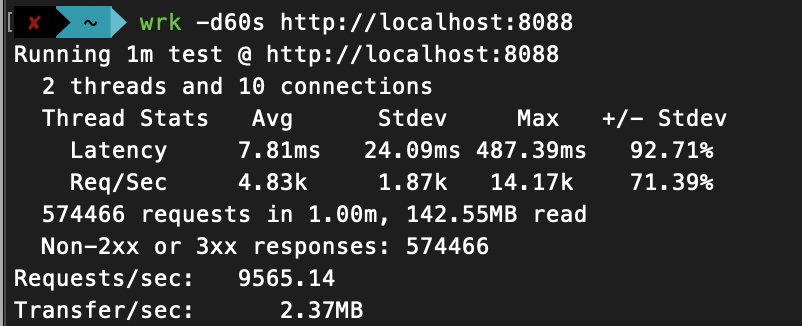 ✘ ~ wrk -d60s http://localhost:8088
Running 1m test @ http://localhost:8088
  2 threads and 10 connections
  Thread Stats   Avg      Stdev     Max   +/- Stdev
    Latency     7.81ms   24.09ms 487.39ms   92.71%
    Req/Sec     4.83k     1.87k   14.17k    71.39%
  574466 requests in 1.00m, 142.55MB read
  Non-2xx or 3xx responses: 574466
Requests/sec:   9565.14
Transfer/sec:      2.37MB